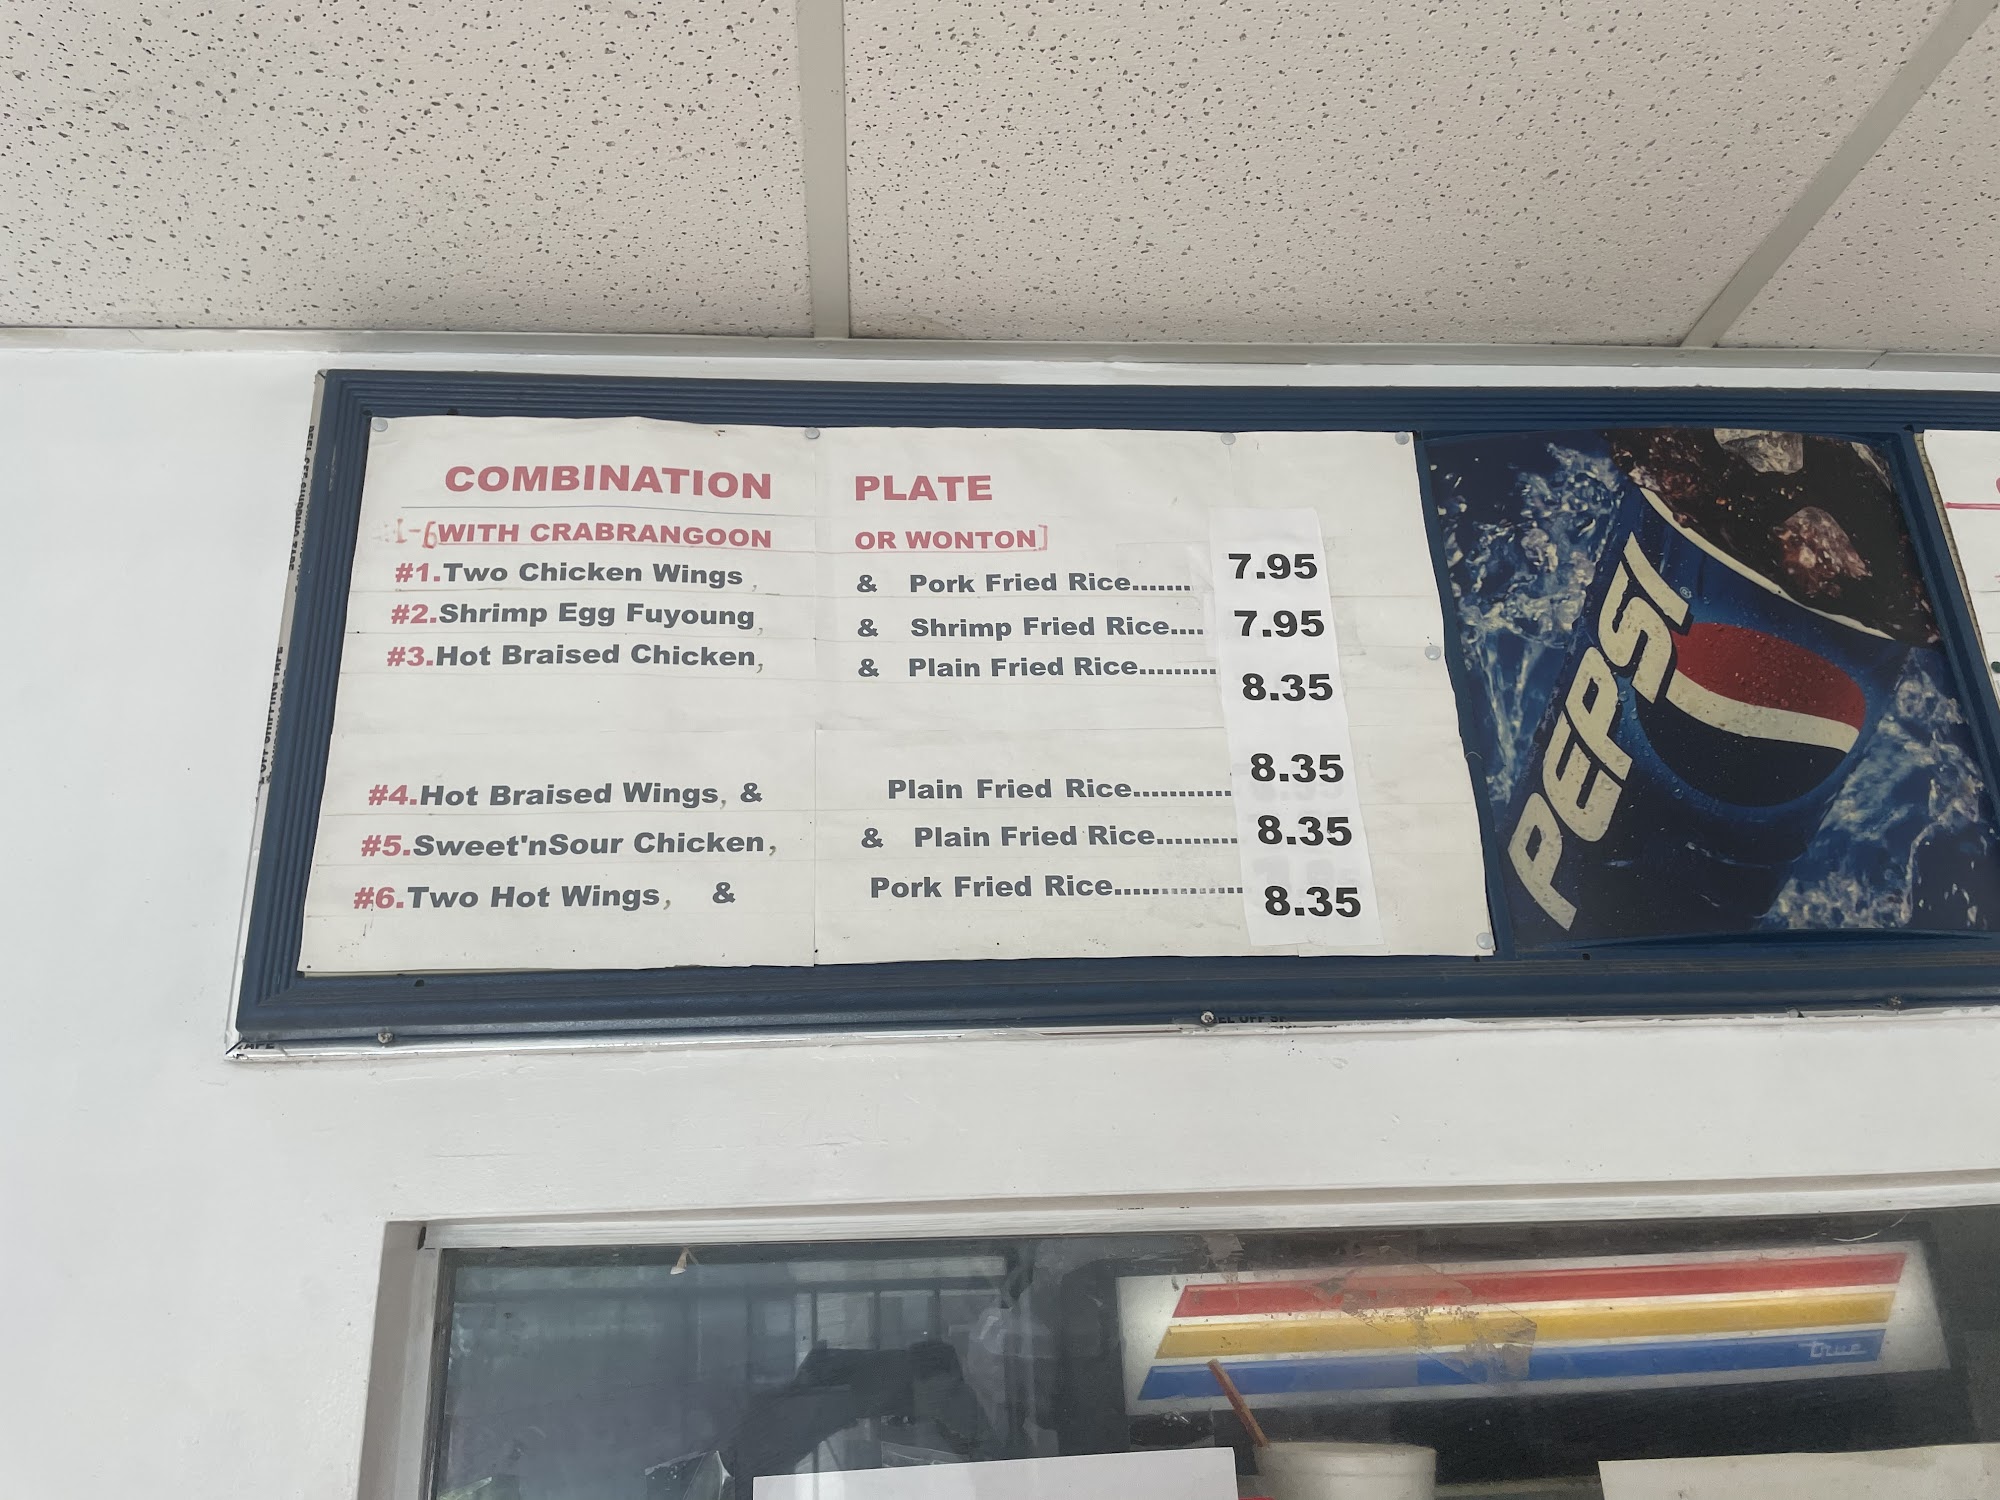 COMBINATION PLATE
1-6[WITH CRABRANGOON OR WONTON]
#1.Two Chicken Wings, & Pork Fried Rice....... 7.95
#2.Shrimp Egg Fuyoung, & Shrimp Fried Rice.... 7.95
#3.Hot Braised Chicken, & Plain Fried Rice......... 8.35
#4.Hot Braised Wings, & Plain Fried Rice........... 8.35
#5.Sweet'nSour Chicken, & Plain Fried Rice......... 8.35
#6.Two Hot Wings, & Pork Fried Rice.............. 8.35
PEPSI®
true